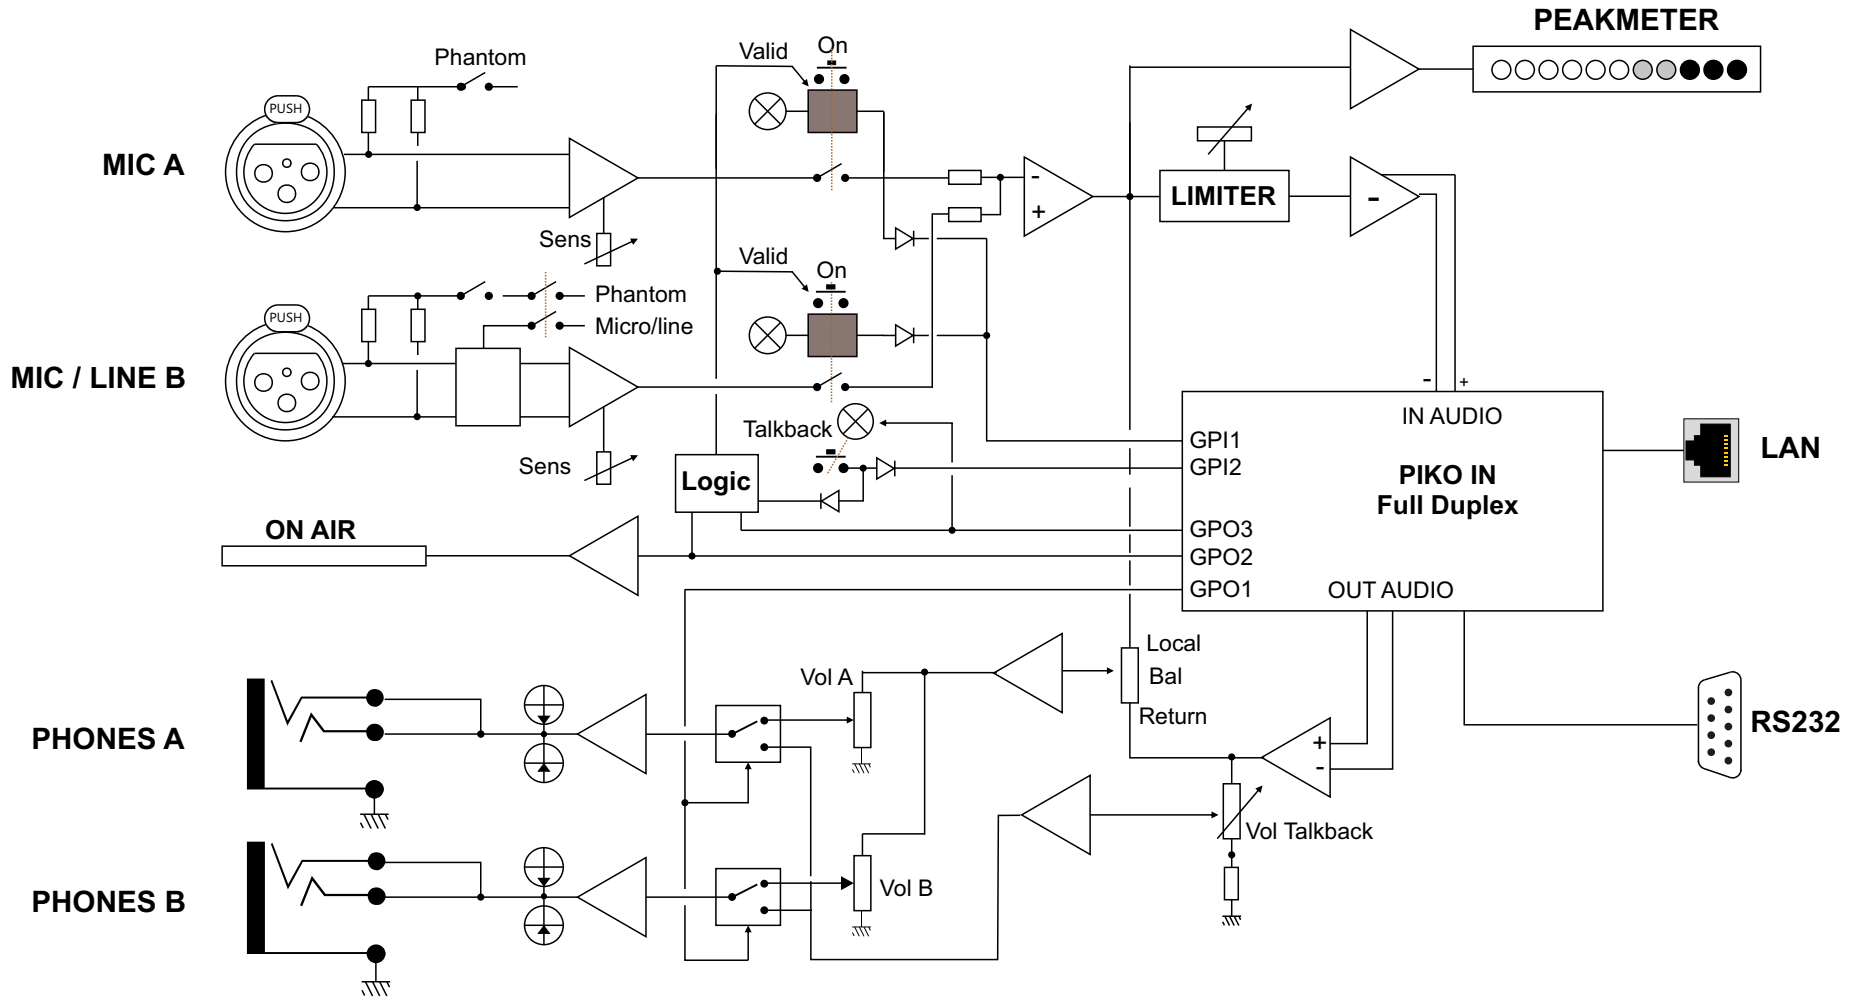 PEAKMETER
Phantom
Valid
On
PUSH
MIC A
Sens
-
+
LIMITER
-
Valid
On
PUSH
Phantom
Micro/line
MIC / LINE B
Sens
Talkback
Logic
- +
IN AUDIO
GPI1
GPI2
PIKO IN
Full Duplex
LAN
GPO3
GPO2
GPO1
OUT AUDIO
ON AIR
Local
Bal
Return
Vol A
PHONES A
+
-
RS232
Vol Talkback
Vol B
PHONES B